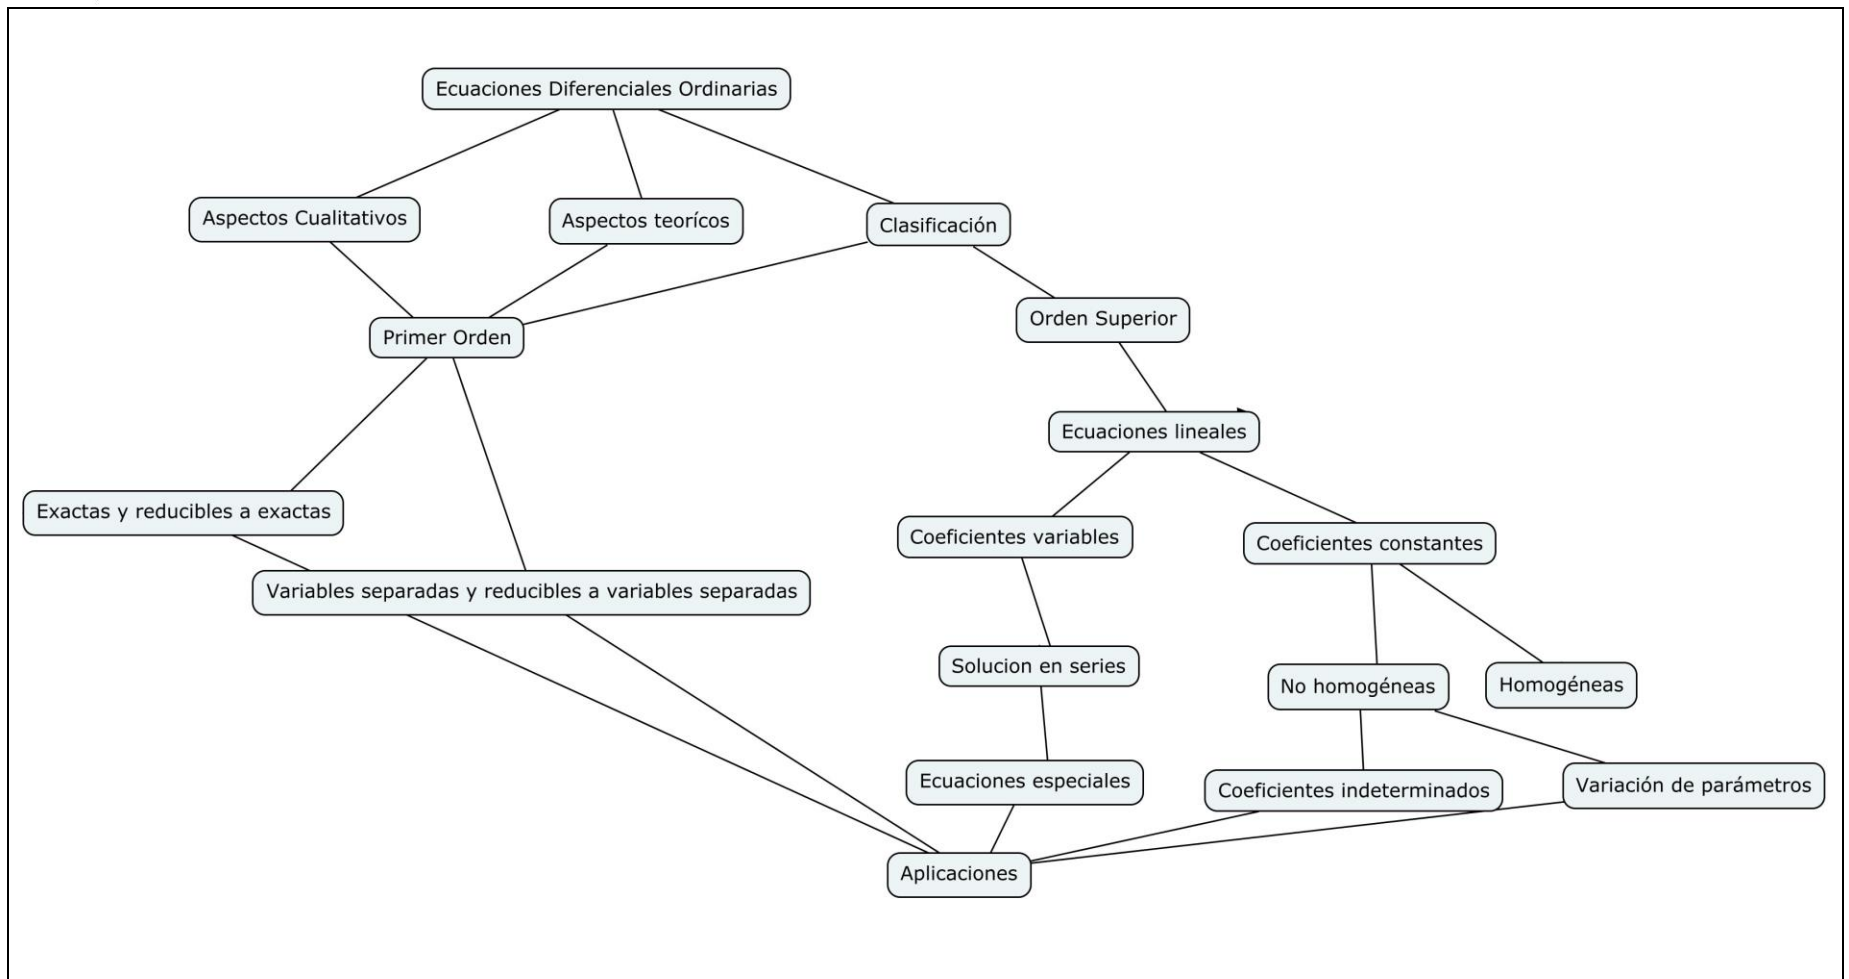 Ecuaciones Diferenciales Ordinarias
Aspectos Cualitativos
Aspectos teorícos
Clasificación
Orden Superior
Primer Orden
Ecuaciones lineales
Exactas y reducibles a exactas
Coeficientes variables
Coeficientes constantes
Variables separadas y reducibles a variables separadas
Solucion en series
No homogéneas
Homogéneas
Ecuaciones especiales
Coeficientes indeterminados
Variación de parámetros
Aplicaciones